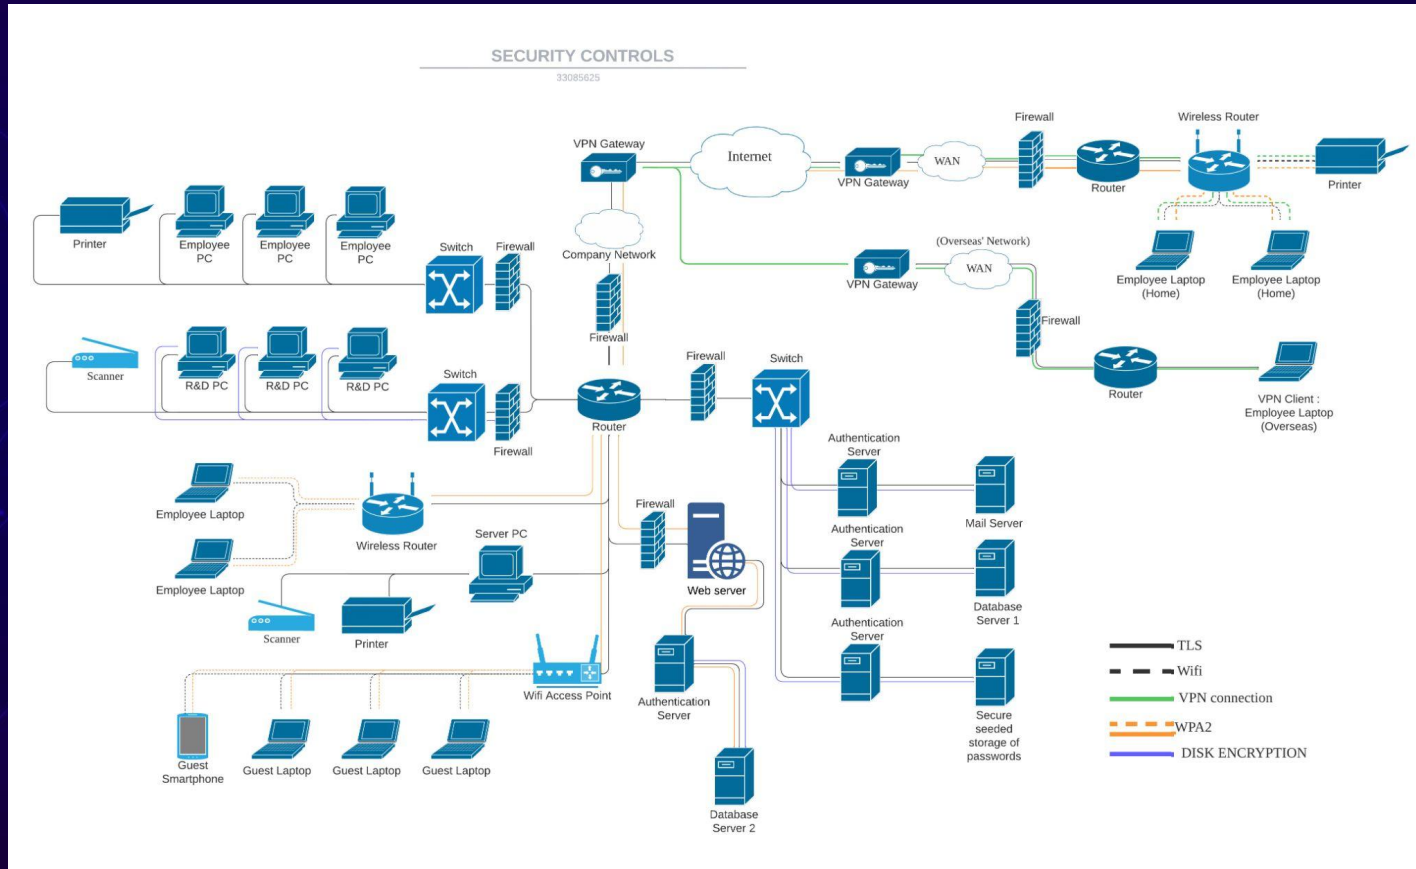 SECURITY CONTROLS
33085625
Firewall
Wireless Router
VPN Gateway
Internet
WAN
VPN Gateway
Router
Printer
Printer
Employee
PC
Employee
PC
Employee
PC
Switch
Firewall
Company Network
(Overseas' Network)
WAN
VPN Gateway
Employee Laptop
(Home)
Employee Laptop
(Home)
Firewall
Firewall
Scanner
R&D PC
R&D PC
R&D PC
Switch
Firewall
Router
Firewall
Switch
Router
VPN Client :
Employee Laptop
(Overseas)
Authentication
Server
Mail Server
Employee Laptop
Wireless Router
Server PC
Firewall
Web server
Authentication
Server
Database
Server 1
Employee Laptop
Scanner
Printer
Authentication
Server
Wifi Access Point
Authentication
Server
Secure
seeded
storage of
passwords
Guest
Smartphone
Guest Laptop
Guest Laptop
Guest Laptop
Database
Server 2
TLS
Wifi
VPN connection
WPA2
DISK ENCRYPTION